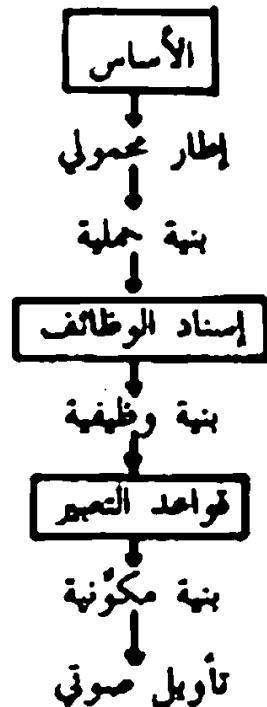 الأساس
إطار محمولي
بنية حملية
إسناد الوظائف
بنية وظيفية
قواعد التعبير
بنية مكوّنية
تأويل صوتي